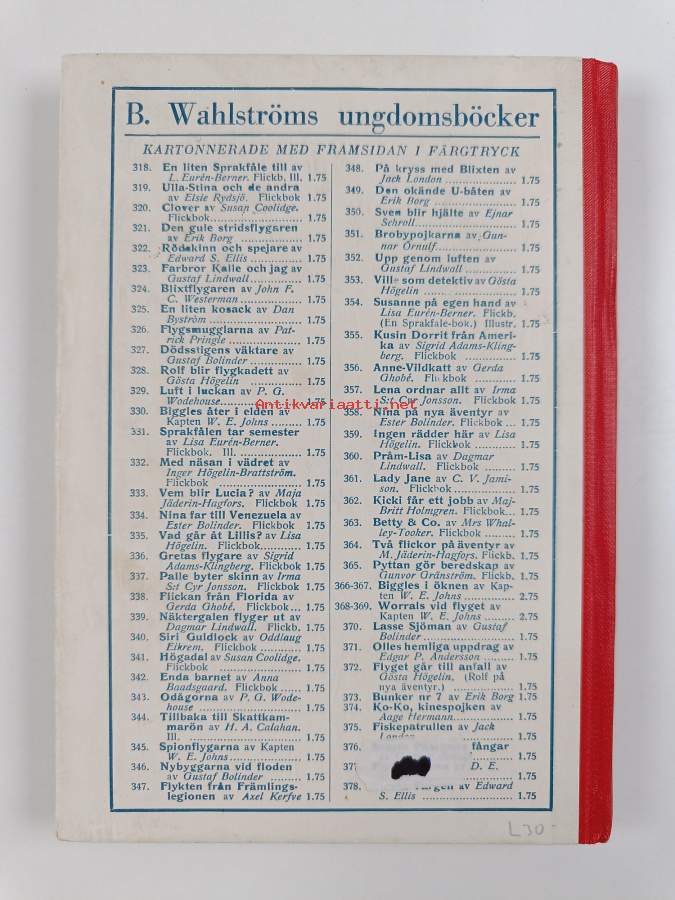 B. Wahlströms ungdomsböcker
KARTONNERADE MED FRAMSIDAN I FÄRGTRYCK
318. En liten Sprakfåle till av
L. Eurén-Berner. Flickb. Ill. 1.75
319. Ulla-Stina och de andra
av Elsie Rydsjö. Flickbok 1.75
320. Clover av Susan Coolidge.
Flickbok 1.75
321. Den gule stridsflygaren
av Erik Borg 1.75
322. Rödskinn och spejare av
Edward S. Ellis 1.75
323. Farbror Kalle och jag av
Gustaf Lindwall 1.75
324. Blixtflygaren av John F.
C. Westerman 1.75
325. En liten kosack av Dan
Byström 1.75
326. Flygsmugglarna av Pat-
rick Pringle 1.75
327. Dödsstigens väktare av
Gustaf Bolinder 1.75
328. Rolf blir flygkadett av
Gösta Högelin 1.75
329. Luft i luckan av P. G.
Wodehouse 1.75
330. Biggles åter i elden av
Kapten W. E. Johns 1.75
331. Sprakfålen tar semester
av Lisa Eurén-Berner.
Flickbok. Ill. 1.75
332. Med näsan i vädret av
Inger Högelin-Brattström.
Flickbok 1.75
333. Vem blir Lucia? av Maja
Jäderin-Hagfors. Flickbok 1.75
334. Nina far till Venezuela av
Ester Bolinder. Flickbok 1.75
335. Vad går åt Lillis? av Lisa
Högelin. Flickbok 1.75
336. Gretas flygare av Sigrid
Adams-Klingberg. Flickbok 1.75
337. Palle byter skinn av Irma
S:t Cyr Jonsson. Flickbok 1.75
338. Flickan från Florida av
Gerda Ghobé. Flickbok... 1.75
339. Näktergalen flyger ut av
Dagmar Lindwall. Flickb. 1.75
340. Siri Guldlock av Oddlaug
Eikrem. Flickbok 1.75
341. Högadal av Susan Coolidge.
Flickbok 1.75
342. Enda barnet av Anna
Baadsgaard. Flickbok 1.75
343. Odågorna av P. G. Wode-
house 1.75
344. Tillbaka till Skattkam-
marön av H. A. Calahan.
Ill. 1.75
345. Spionflygarna av Kapten
W. E. Johns 1.75
346. Nybyggarna vid floden
av Gustaf Bolinder 1.75
347. Flykten från Främlings-
legionen av Axel Kerfve 1.75
348. På kryss med Blixten av
Jack London 1.75
349. Den okände U-båten av
Erik Borg 1.75
350. Sven blir hjälte av Ejnar
Schroll 1.75
351. Brobypojkarna av Gun-
nar Örnulf 1.75
352. Upp genom luften av
Gustaf Lindwall 1.75
353. Ville som detektiv av Gösta
Högelin 1.75
354. Susanne på egen hand av
Lisa Eurén-Berner. Flickb.
(En Sprakfale-bok.) Illustr. 1.75
355. Kusin Dorrit från Ameri-
ka av Sigrid Adams-Kling-
berg. Flickbok 1.75
356. Anne-Vildkatt av Gerda
Ghobé. Flickbok 1.75
357. Lena ordnar allt av Irma
S:t Cyr Jonsson. Flickbok 1.75
Antikvariaatti.net
358. Nina på nya äventyr av
Ester Bolinder. Flickbok ... 1.75
359. Ingen rädder här av Lisa
Högelin. Flickbok 1.75
360. Pråm-Lisa av Dagmar
Lindwall. Flickbok 1.75
361. Lady Jane av C. V. Jami-
son. Flickbok 1.75
362. Kicki får ett jobb av Maj-
Britt Holmgren. Flickbok... 1.75
363. Betty & Co. av Mrs Whal-
ley-Tooker. Flickbok 1.75
364. Två flickor på äventyr av
M. Jäderin-Hagfors. Flickb. 1.75
365. Pyttan gör beredskap av
Gunvor Gränström. Flickb. 1.75
366-367. Biggles i öknen av Kap-
ten W. E. Johns 2.75
368-369. Worrals vid flyget av
Kapten W. E. Johns 2.75
370. Lasse Sjöman av Gustaf
Bolinder 1.75
371. Olles hemliga uppdrag av
Edgar P. Andersson 1.75
372. Flyget går till anfall av
Gösta Högelin. (Rolf på
nya äventyr.) 1.75
373. Bunker nr 7 av Erik Borg 1.75
374. Ko-Ko, kinespojken av
Aage Hermann 1.75
375. Fiskepatrullen av Jack
London 1.75
376. fångar
1.75
37 D. E.
1.75
378. av Edward
S. Ellis 1.75
L30-